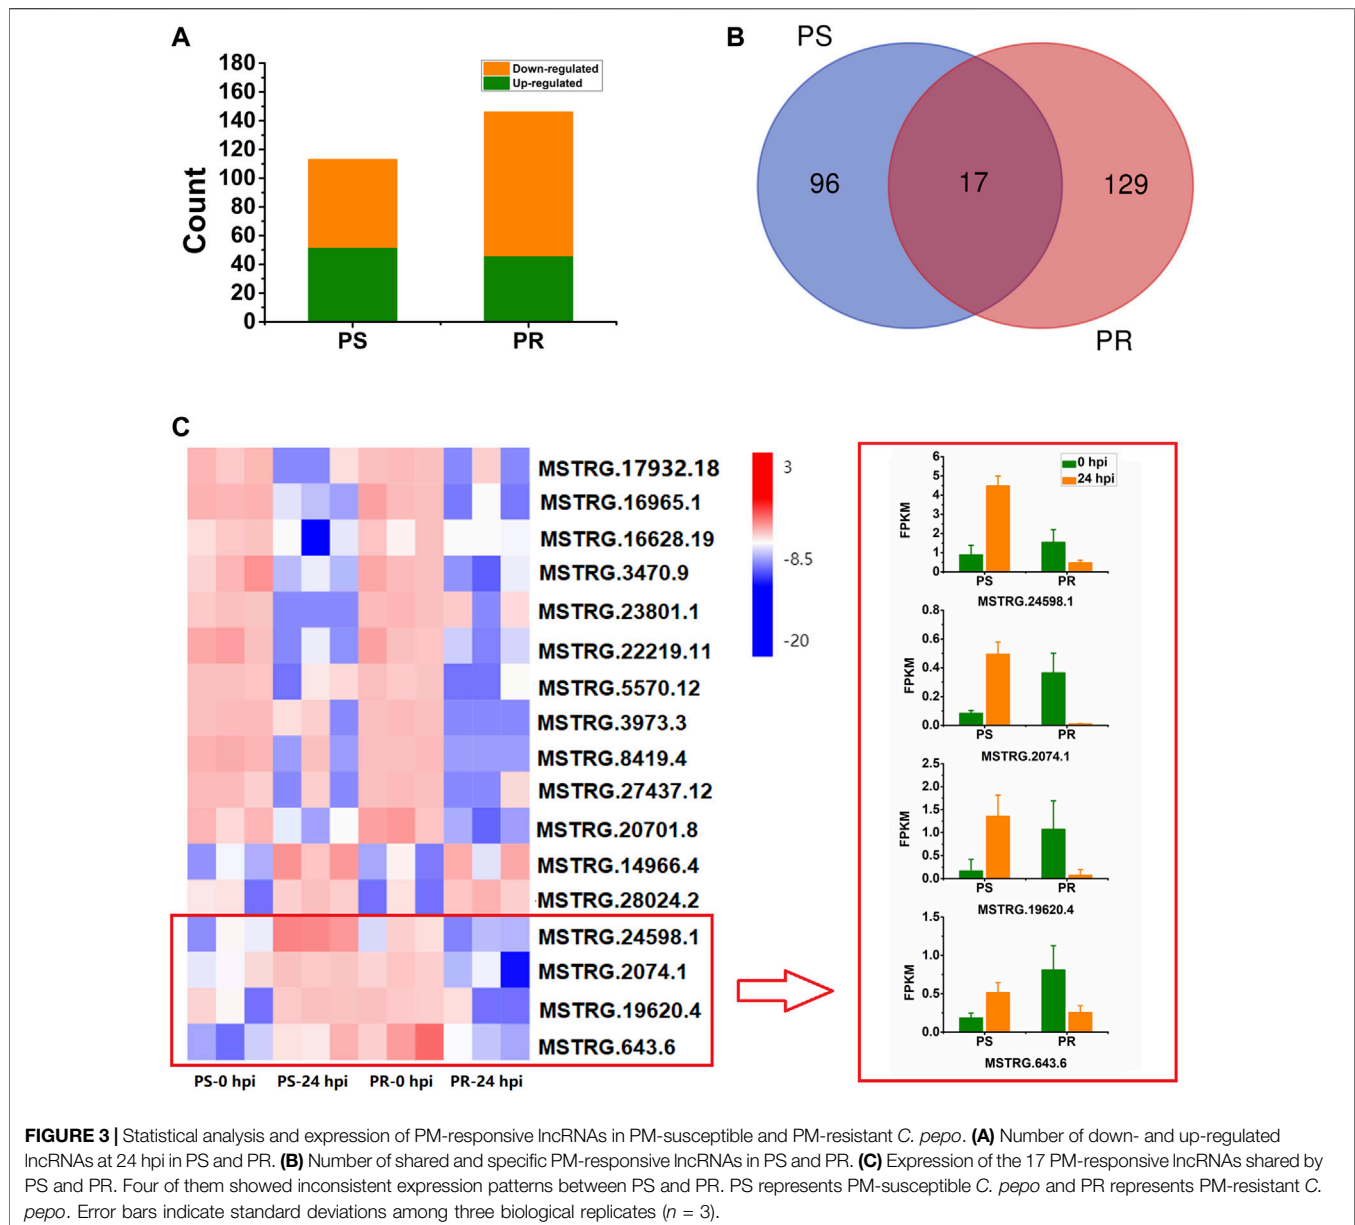 A
180
160
140
120
100
80
60
40
20
0
Count
Down-regulated
Up-regulated
PS
PR
B
PS
96
17
129
PR
C
MSTRG.17932.18
MSTRG.16965.1
MSTRG.16628.19
MSTRG.3470.9
MSTRG.23801.1
MSTRG.22219.11
MSTRG.5570.12
MSTRG.3973.3
MSTRG.8419.4
MSTRG.27437.12
MSTRG.20701.8
MSTRG.14966.4
MSTRG.28024.2
MSTRG.24598.1
MSTRG.2074.1
MSTRG.19620.4
MSTRG.643.6
PS-0 hpi PS-24 hpi PR-0 hpi PR-24 hpi
3
-8.5
-20
6
5
4
3
2
1
0
FPKM
0 hpi
24 hpi
PS PR
MSTRG.24598.1
0.8
0.6
0.4
0.2
0.0
FPKM
PS PR
MSTRG.2074.1
2.5
2.0
1.5
1.0
0.5
0.0
FPKM
PS PR
MSTRG.19620.4
1.5
1.0
0.5
0.0
FPKM
PS PR
MSTRG.643.6
FIGURE 3 | Statistical analysis and expression of PM-responsive lncRNAs in PM-susceptible and PM-resistant C. pepo. (A) Number of down- and up-regulated
lncRNAs at 24 hpi in PS and PR. (B) Number of shared and specific PM-responsive lncRNAs in PS and PR. (C) Expression of the 17 PM-responsive lncRNAs shared by
PS and PR. Four of them showed inconsistent expression patterns between PS and PR. PS represents PM-susceptible C. pepo and PR represents PM-resistant C.
pepo. Error bars indicate standard deviations among three biological replicates (n = 3).